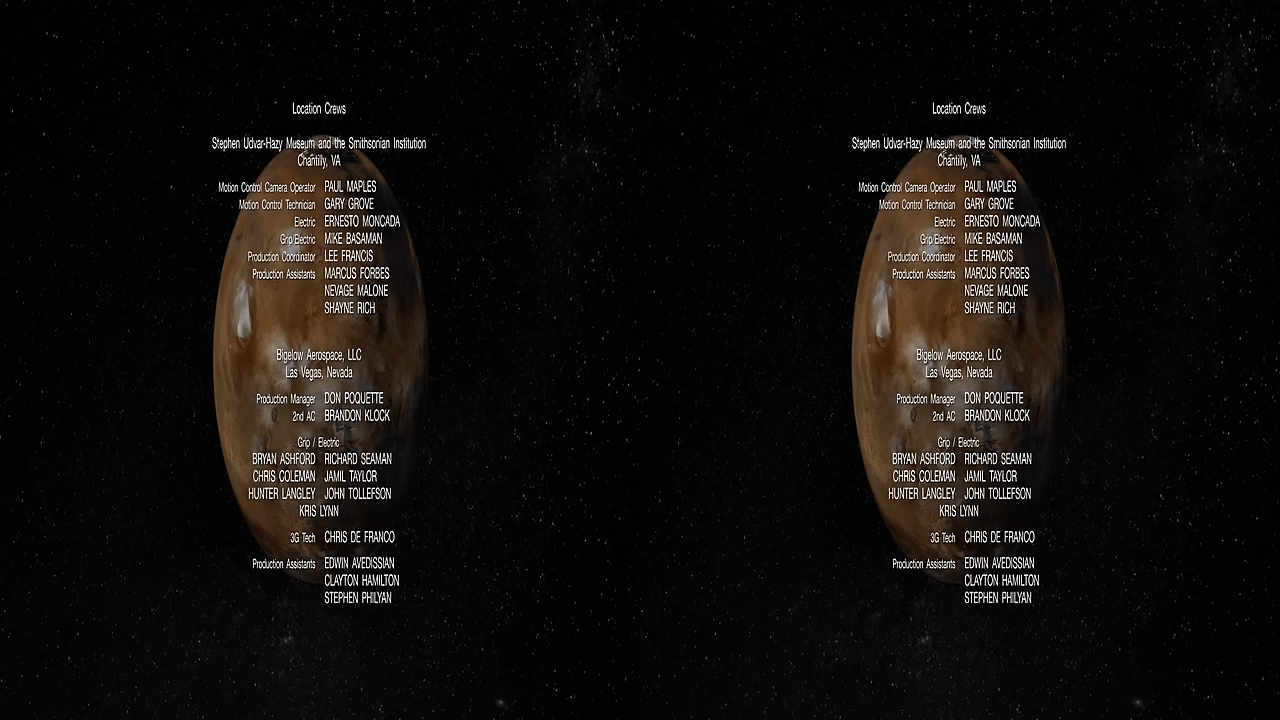 Location Crews
Stephen Udvar-Hazy Museum and the Smithsonian Institution
Chantilly, VA
Motion Control Camera Operator PAUL MAPLES
Motion Control Technician GARY GROVE
Electric ERNESTO MONCADA
Grip/Electric MIKE BASAMAN
Production Coordinator LEE FRANCIS
Production Assistants MARCUS FORBES
NEVAGE MALONE
SHAYNE RICH
Bigelow Aerospace, LLC
Las Vegas, Nevada
Production Manager DON POQUETTE
2nd AC BRANDON KLOCK
Grip / Electric
BRYAN ASHFORD RICHARD SEAMAN
CHRIS COLEMAN JAMIL TAYLOR
HUNTER LANGLEY JOHN TOLLEFSON
KRIS LYNN
3G Tech CHRIS DE FRANCO
Production Assistants EDWIN AVEDISSIAN
CLAYTON HAMILTON
STEPHEN PHILYAN
Location Crews
Stephen Udvar-Hazy Museum and the Smithsonian Institution
Chantilly, VA
Motion Control Camera Operator PAUL MAPLES
Motion Control Technician GARY GROVE
Electric ERNESTO MONCADA
Grip/Electric MIKE BASAMAN
Production Coordinator LEE FRANCIS
Production Assistants MARCUS FORBES
NEVAGE MALONE
SHAYNE RICH
Bigelow Aerospace, LLC
Las Vegas, Nevada
Production Manager DON POQUETTE
2nd AC BRANDON KLOCK
Grip / Electric
BRYAN ASHFORD RICHARD SEAMAN
CHRIS COLEMAN JAMIL TAYLOR
HUNTER LANGLEY JOHN TOLLEFSON
KRIS LYNN
3G Tech CHRIS DE FRANCO
Production Assistants EDWIN AVEDISSIAN
CLAYTON HAMILTON
STEPHEN PHILYAN